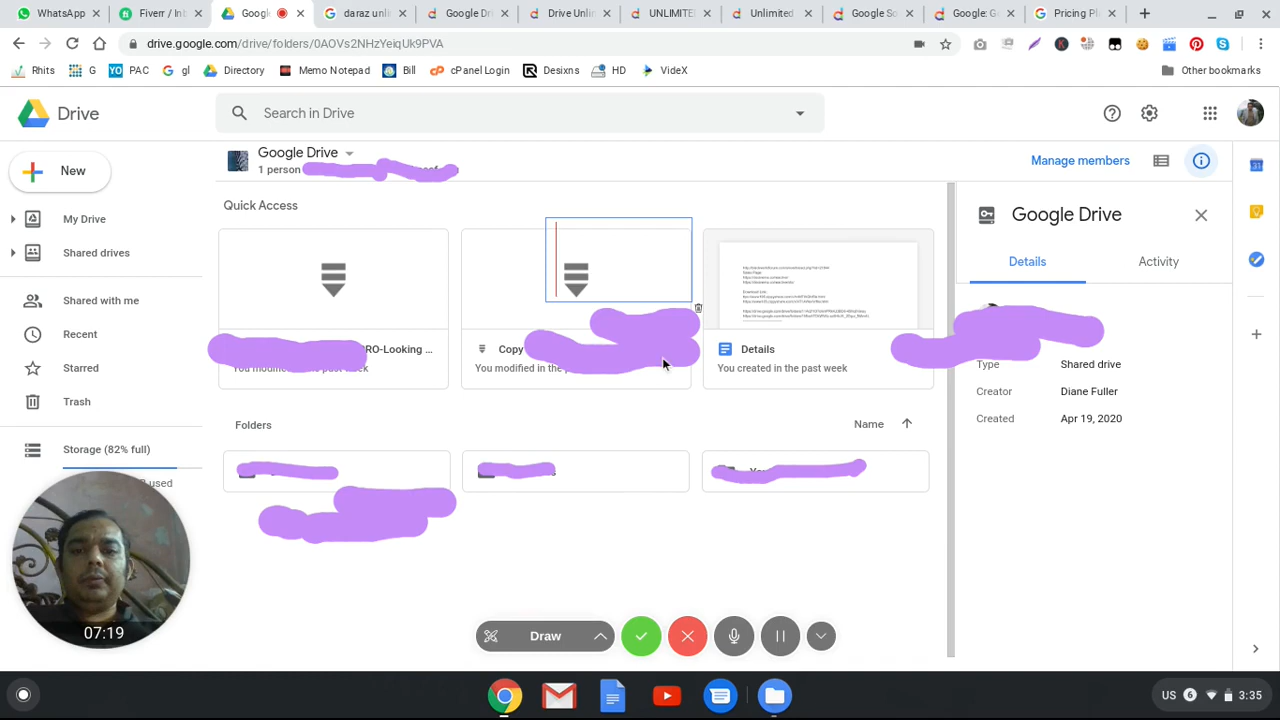 WhatsApp
Fiverr / Inb
Google
daraz unli
Google Dri
Drive Unli
UNLIMITE
Unlimited
Google So
Google: G
Pricing Pl
drive.google.com/drive/folders/0AOVs2NHzYeiqUk9PVA
Rhits
G
YO PAC
gl
Directory
Memo Notepad
Bill
cPanel Login
Desixns
HD
VideX
Other bookmarks
Drive
Search in Drive
New
My Drive
Shared drives
Shared with me
Recent
Starred
Trash
Storage (82% full)
used
Google Drive
1 person
Manage members
Quick Access
RO-Looking ...
You modified in the past week
Copy
You modified in the
Details
You created in the past week
Folders
Name
Google Drive
Details
Activity
Type
Shared drive
Creator
Diane Fuller
Created
Apr 19, 2020
07:19
Draw
US
6
3:35